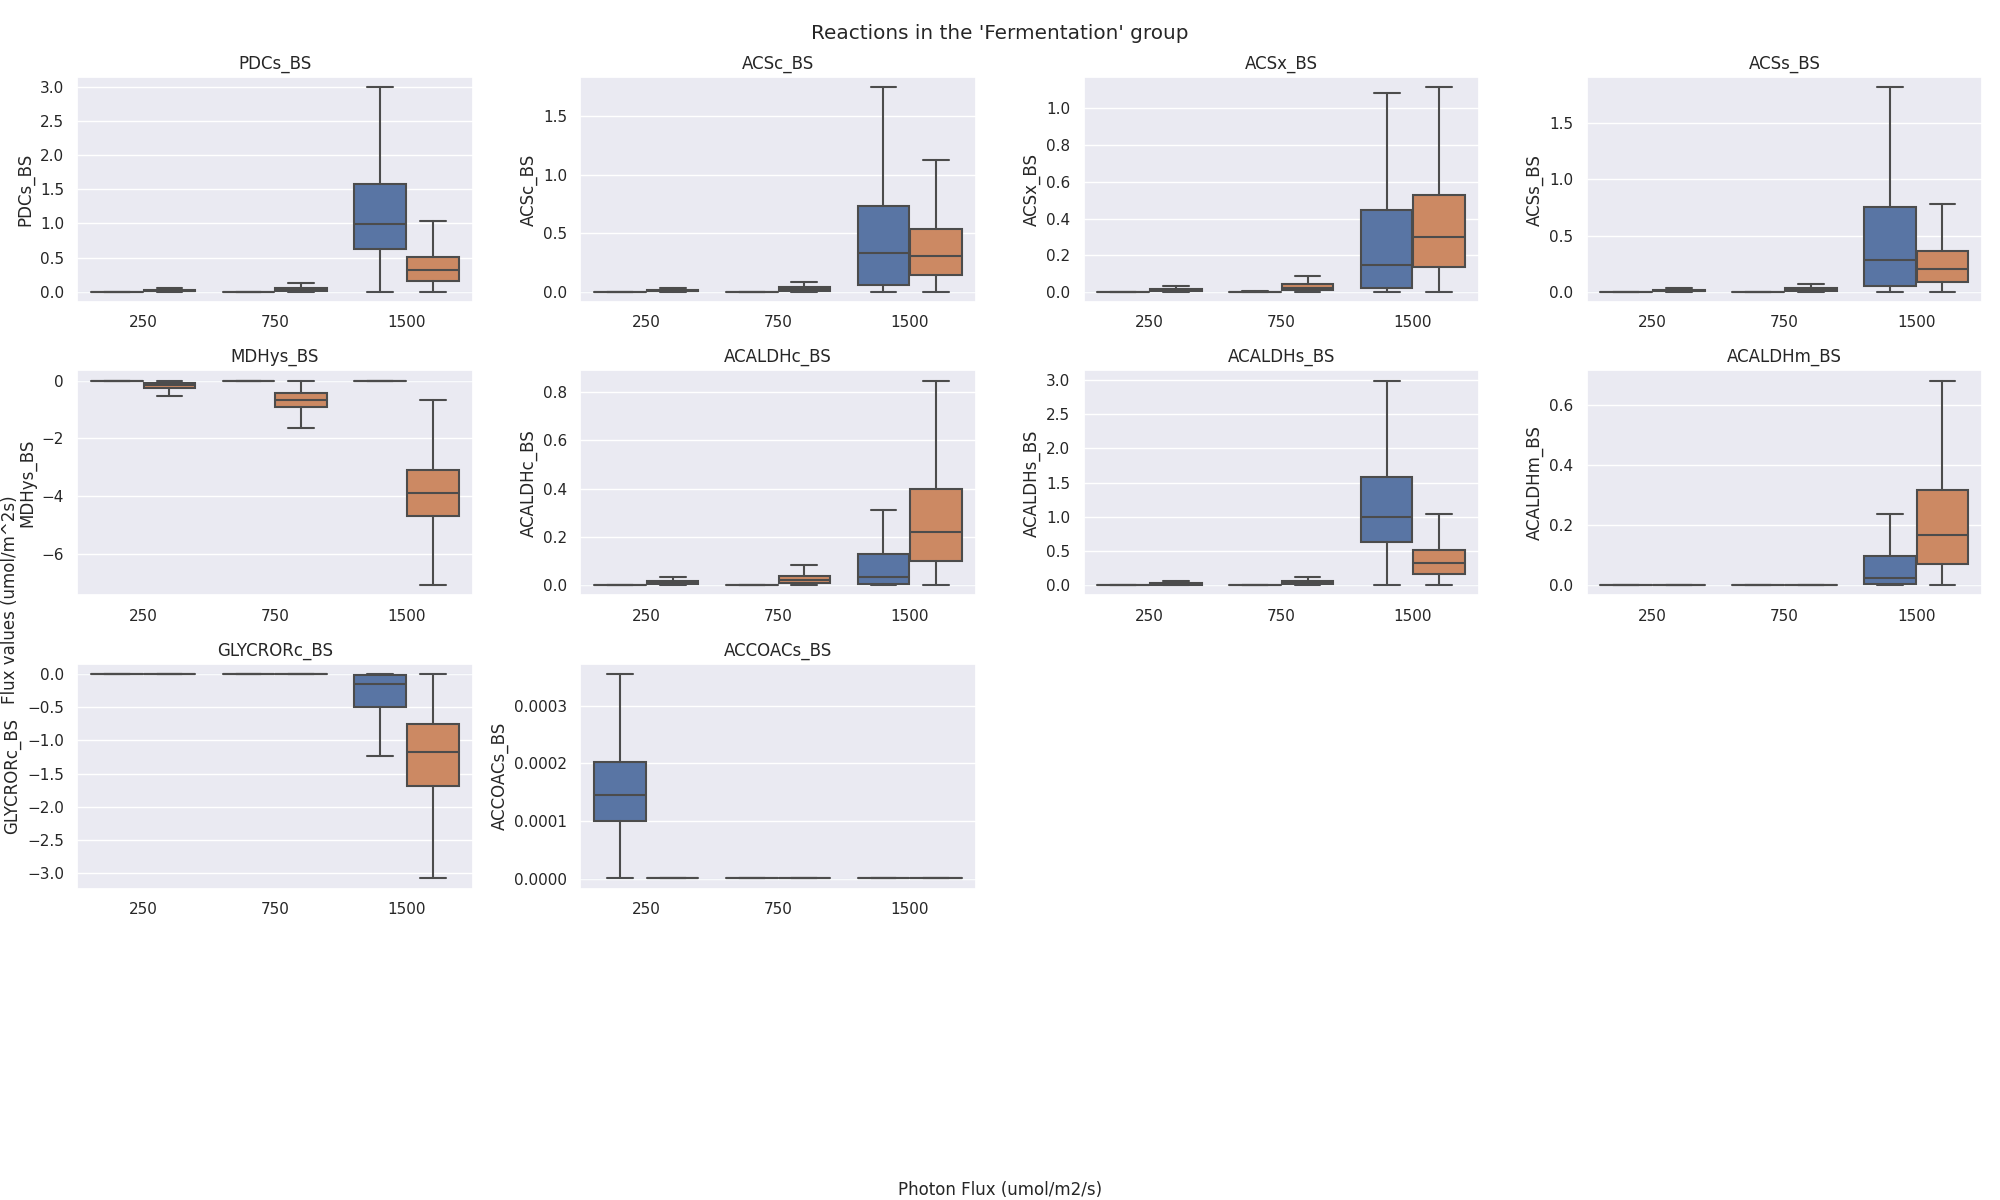 Reactions in the 'Fermentation' group
PDCs_BS
PDCs_BS
3.0
2.5
2.0
1.5
1.0
0.5
0.0
250 750 1500
ACSc_BS
ACSc_BS
1.5
1.0
0.5
0.0
250 750 1500
ACSx_BS
ACSx_BS
1.0
0.8
0.6
0.4
0.2
0.0
250 750 1500
ACSs_BS
ACSs_BS
1.5
1.0
0.5
0.0
250 750 1500
MDHys_BS
MDHys_BS
0
−2
−4
−6
250 750 1500
ACALDHc_BS
ACALDHc_BS
0.8
0.6
0.4
0.2
0.0
250 750 1500
ACALDHs_BS
ACALDHs_BS
3.0
2.5
2.0
1.5
1.0
0.5
0.0
250 750 1500
ACALDHm_BS
ACALDHm_BS
0.6
0.4
0.2
0.0
250 750 1500
Flux values (umol/m^2s)
GLYCRORc_BS
GLYCRORc_BS
0.0
−0.5
−1.0
−1.5
−2.0
−2.5
−3.0
250 750 1500
ACCOACs_BS
ACCOACs_BS
0.0003
0.0002
0.0001
0.0000
250 750 1500
Photon Flux (umol/m2/s)